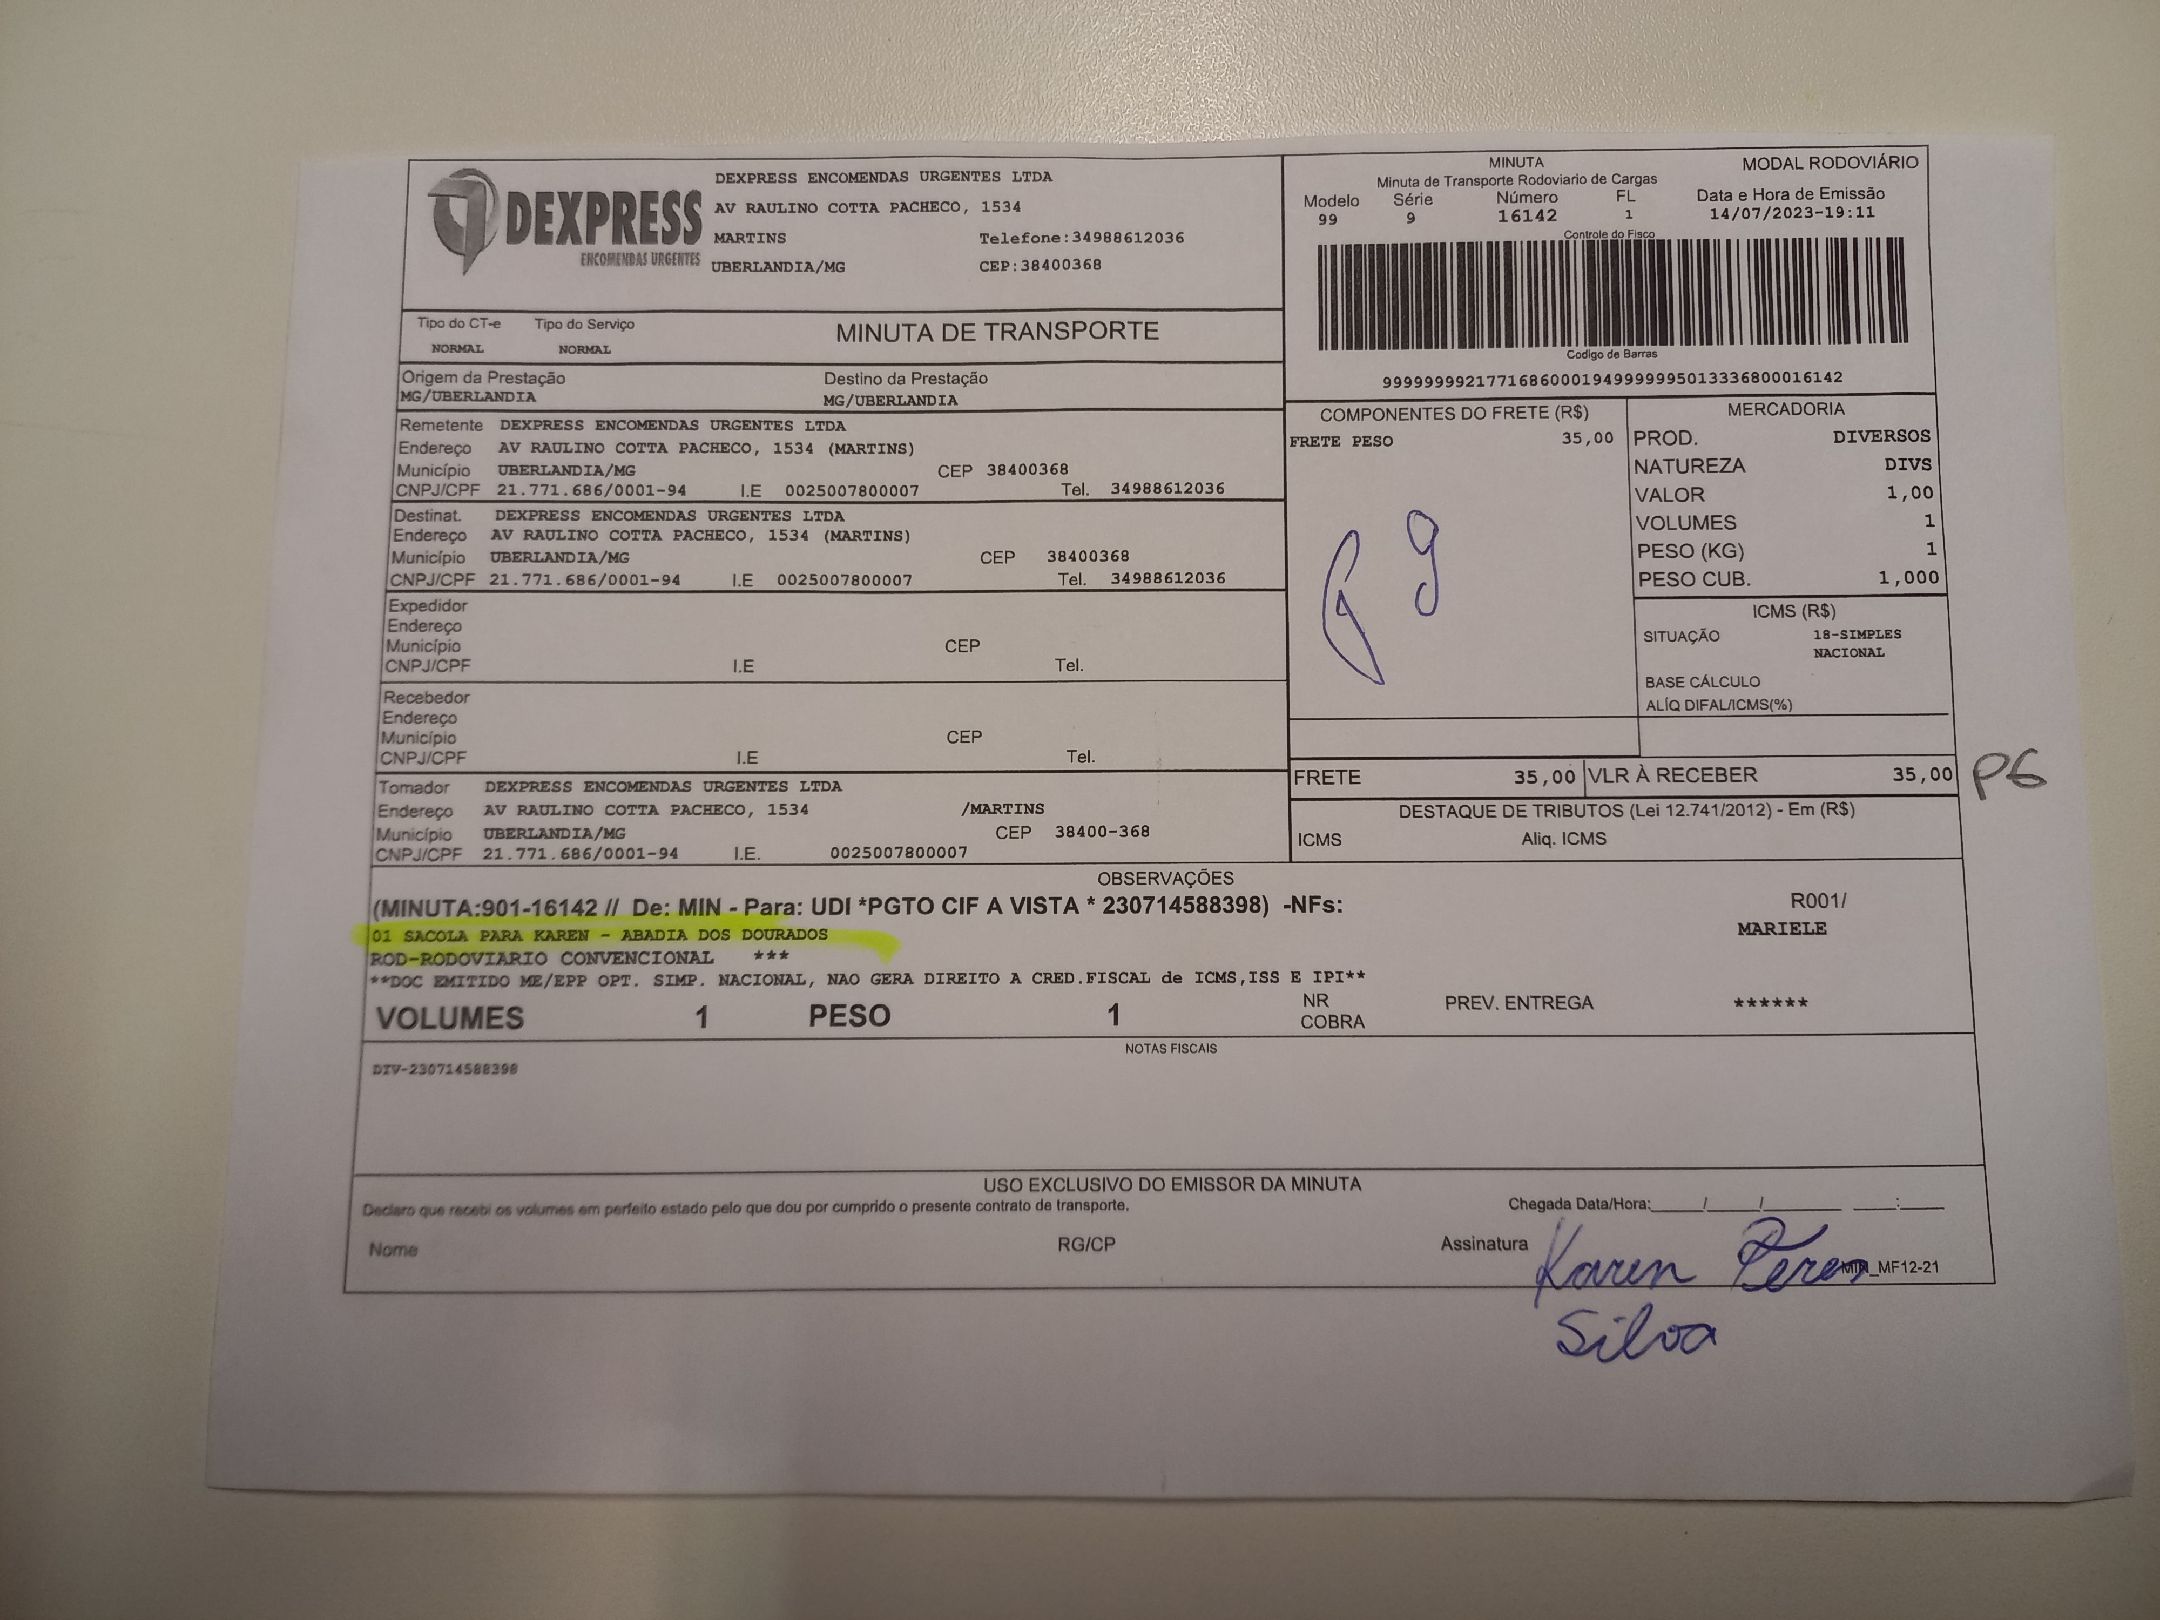 DEXPRESS
ENCOMENDAS URGENTES
DEXPRESS ENCOMENDAS URGENTES LTDA
AV RAULINO COTTA PACHECO, 1534
MARTINS Telefone:34988612036
UBERLANDIA/MG CEP:38400368
MINUTA MODAL RODOVIÁRIO
Minuta de Transporte Rodoviario de Cargas
Modelo Série Número FL Data e Hora de Emissão
99 9 16142 1 14/07/2023-19:11
Controle do Fisco
Codigo de Barras
99999999217716860001949999995013336800016142
Tipo do CT-e Tipo do Serviço MINUTA DE TRANSPORTE
NORMAL NORMAL
Origem da Prestação Destino da Prestação
MG/UBERLANDIA MG/UBERLANDIA
Remetente DEXPRESS ENCOMENDAS URGENTES LTDA
Endereço AV RAULINO COTTA PACHECO, 1534 (MARTINS)
Município UBERLANDIA/MG CEP 38400368
CNPJ/CPF 21.771.686/0001-94 I.E 0025007800007 Tel. 34988612036
Destinat. DEXPRESS ENCOMENDAS URGENTES LTDA
Endereço AV RAULINO COTTA PACHECO, 1534 (MARTINS)
Município UBERLANDIA/MG CEP 38400368
CNPJ/CPF 21.771.686/0001-94 I.E 0025007800007 Tel. 34988612036
Expedidor
Endereço
Município CEP
CNPJ/CPF I.E Tel.
Recebedor
Endereço
Município CEP
CNPJ/CPF I.E Tel.
Tomador DEXPRESS ENCOMENDAS URGENTES LTDA
Endereço AV RAULINO COTTA PACHECO, 1534 /MARTINS
Município UBERLANDIA/MG CEP 38400-368
CNPJ/CPF 21.771.686/0001-94 I.E. 0025007800007
COMPONENTES DO FRETE (R$)
FRETE PESO 35,00
MERCADORIA
PROD. DIVERSOS
NATUREZA DIVS
VALOR 1,00
VOLUMES 1
PESO (KG) 1
PESO CUB. 1,000
ICMS (R$)
SITUAÇÃO 18-SIMPLES
NACIONAL
BASE CÁLCULO
ALÍQ DIFAL/ICMS(%)
FRETE 35,00 VLR À RECEBER 35,00 PG
DESTAQUE DE TRIBUTOS (Lei 12.741/2012) - Em (R$)
ICMS Aliq. ICMS
OBSERVAÇÕES
(MINUTA:901-16142 // De: MIN - Para: UDI *PGTO CIF A VISTA * 230714588398) -NFs: R001/
01 SACOLA PARA KAREN - ABADIA DOS DOURADOS MARIELE
ROD-RODOVIARIO CONVENCIONAL ***
**DOC EMITIDO ME/EPP OPT. SIMP. NACIONAL, NAO GERA DIREITO A CRED.FISCAL de ICMS,ISS E IPI**
VOLUMES 1 PESO 1 NR COBRA PREV. ENTREGA ******
NOTAS FISCAIS
DIV-230714588398
USO EXCLUSIVO DO EMISSOR DA MINUTA
Declaro que recebi os volumes em perfeito estado pelo que dou por cumprido o presente contrato de transporte. Chegada Data/Hora:____/____/______ ____:____
Nome RG/CP Assinatura Karen
MIN_MF12-21
Silva